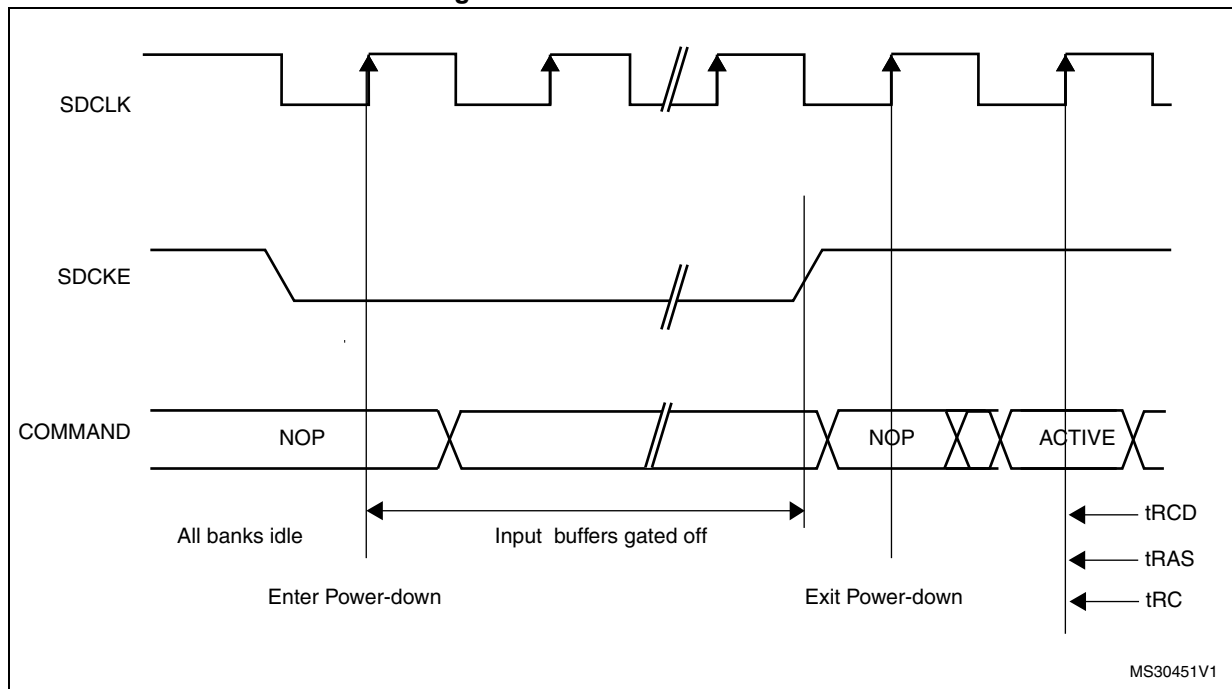 SDCLK
SDCKE
COMMAND
NOP
NOP
ACTIVE
All banks idle
Input buffers gated off
tRCD
tRAS
Enter Power-down
Exit Power-down
tRC
MS30451V1